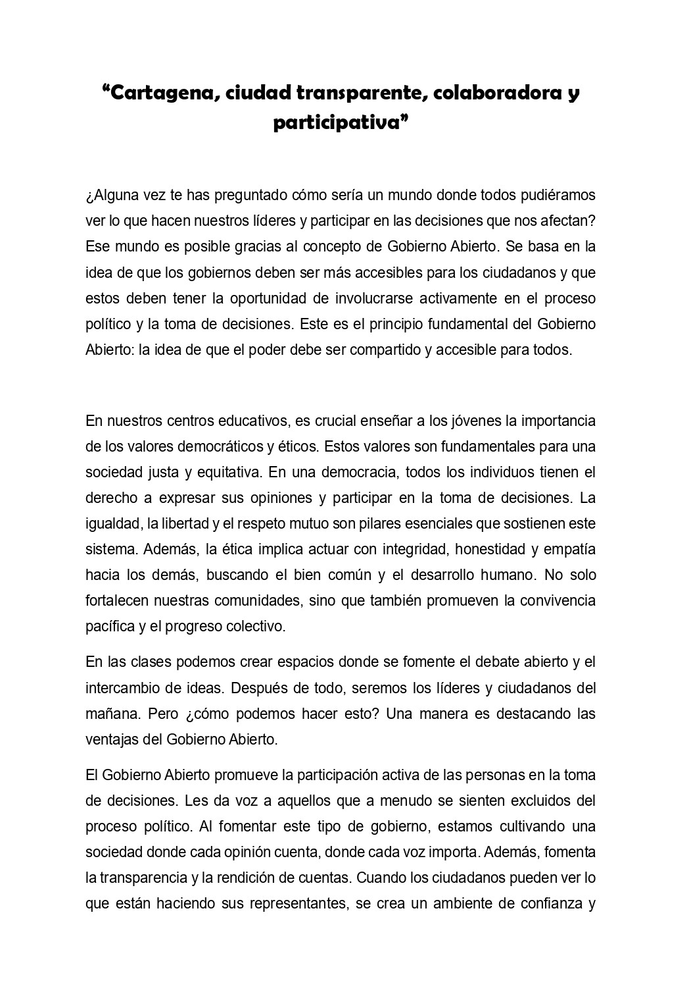 “Cartagena, ciudad transparente, colaboradora y
participativa”
¿Alguna vez te has preguntado cómo sería un mundo donde todos pudiéramos
ver lo que hacen nuestros líderes y participar en las decisiones que nos afectan?
Ese mundo es posible gracias al concepto de Gobierno Abierto. Se basa en la
idea de que los gobiernos deben ser más accesibles para los ciudadanos y que
estos deben tener la oportunidad de involucrarse activamente en el proceso
político y la toma de decisiones. Este es el principio fundamental del Gobierno
Abierto: la idea de que el poder debe ser compartido y accesible para todos.
En nuestros centros educativos, es crucial enseñar a los jóvenes la importancia
de los valores democráticos y éticos. Estos valores son fundamentales para una
sociedad justa y equitativa. En una democracia, todos los individuos tienen el
derecho a expresar sus opiniones y participar en la toma de decisiones. La
igualdad, la libertad y el respeto mutuo son pilares esenciales que sostienen este
sistema. Además, la ética implica actuar con integridad, honestidad y empatía
hacia los demás, buscando el bien común y el desarrollo humano. No solo
fortalecen nuestras comunidades, sino que también promueven la convivencia
pacífica y el progreso colectivo.
En las clases podemos crear espacios donde se fomente el debate abierto y el
intercambio de ideas. Después de todo, seremos los líderes y ciudadanos del
mañana. Pero ¿cómo podemos hacer esto? Una manera es destacando las
ventajas del Gobierno Abierto.
El Gobierno Abierto promueve la participación activa de las personas en la toma
de decisiones. Les da voz a aquellos que a menudo se sienten excluidos del
proceso político. Al fomentar este tipo de gobierno, estamos cultivando una
sociedad donde cada opinión cuenta, donde cada voz importa. Además, fomenta
la transparencia y la rendición de cuentas. Cuando los ciudadanos pueden ver lo
que están haciendo sus representantes, se crea un ambiente de confianza y